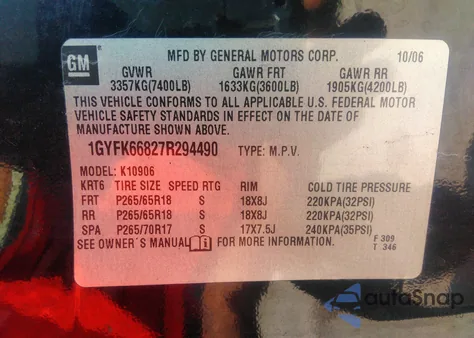 GM
MFD BY GENERAL MOTORS CORP. 10/06
GVWR GAWR FRT GAWR RR
3357KG(7400LB) 1633KG(3600LB) 1905KG(4200LB)
THIS VEHICLE CONFORMS TO ALL APPLICABLE U.S. FEDERAL MOTOR
VEHICLE SAFETY STANDARDS IN EFFECT ON THE DATE OF
MANUFACTURE SHOWN ABOVE.
1GYFK66827R294490 TYPE: M.P.V.
MODEL: K10906
KRT6 TIRE SIZE SPEED RTG RIM COLD TIRE PRESSURE
FRT P265/65R18 S 18X8J 220KPA(32PSI)
RR P265/65R18 S 18X8J 220KPA(32PSI)
SPA P265/70R17 S 17X7.5J 240KPA(35PSI)
SEE OWNER'S MANUAL FOR MORE INFORMATION.
F 309
T 346
autoSnap